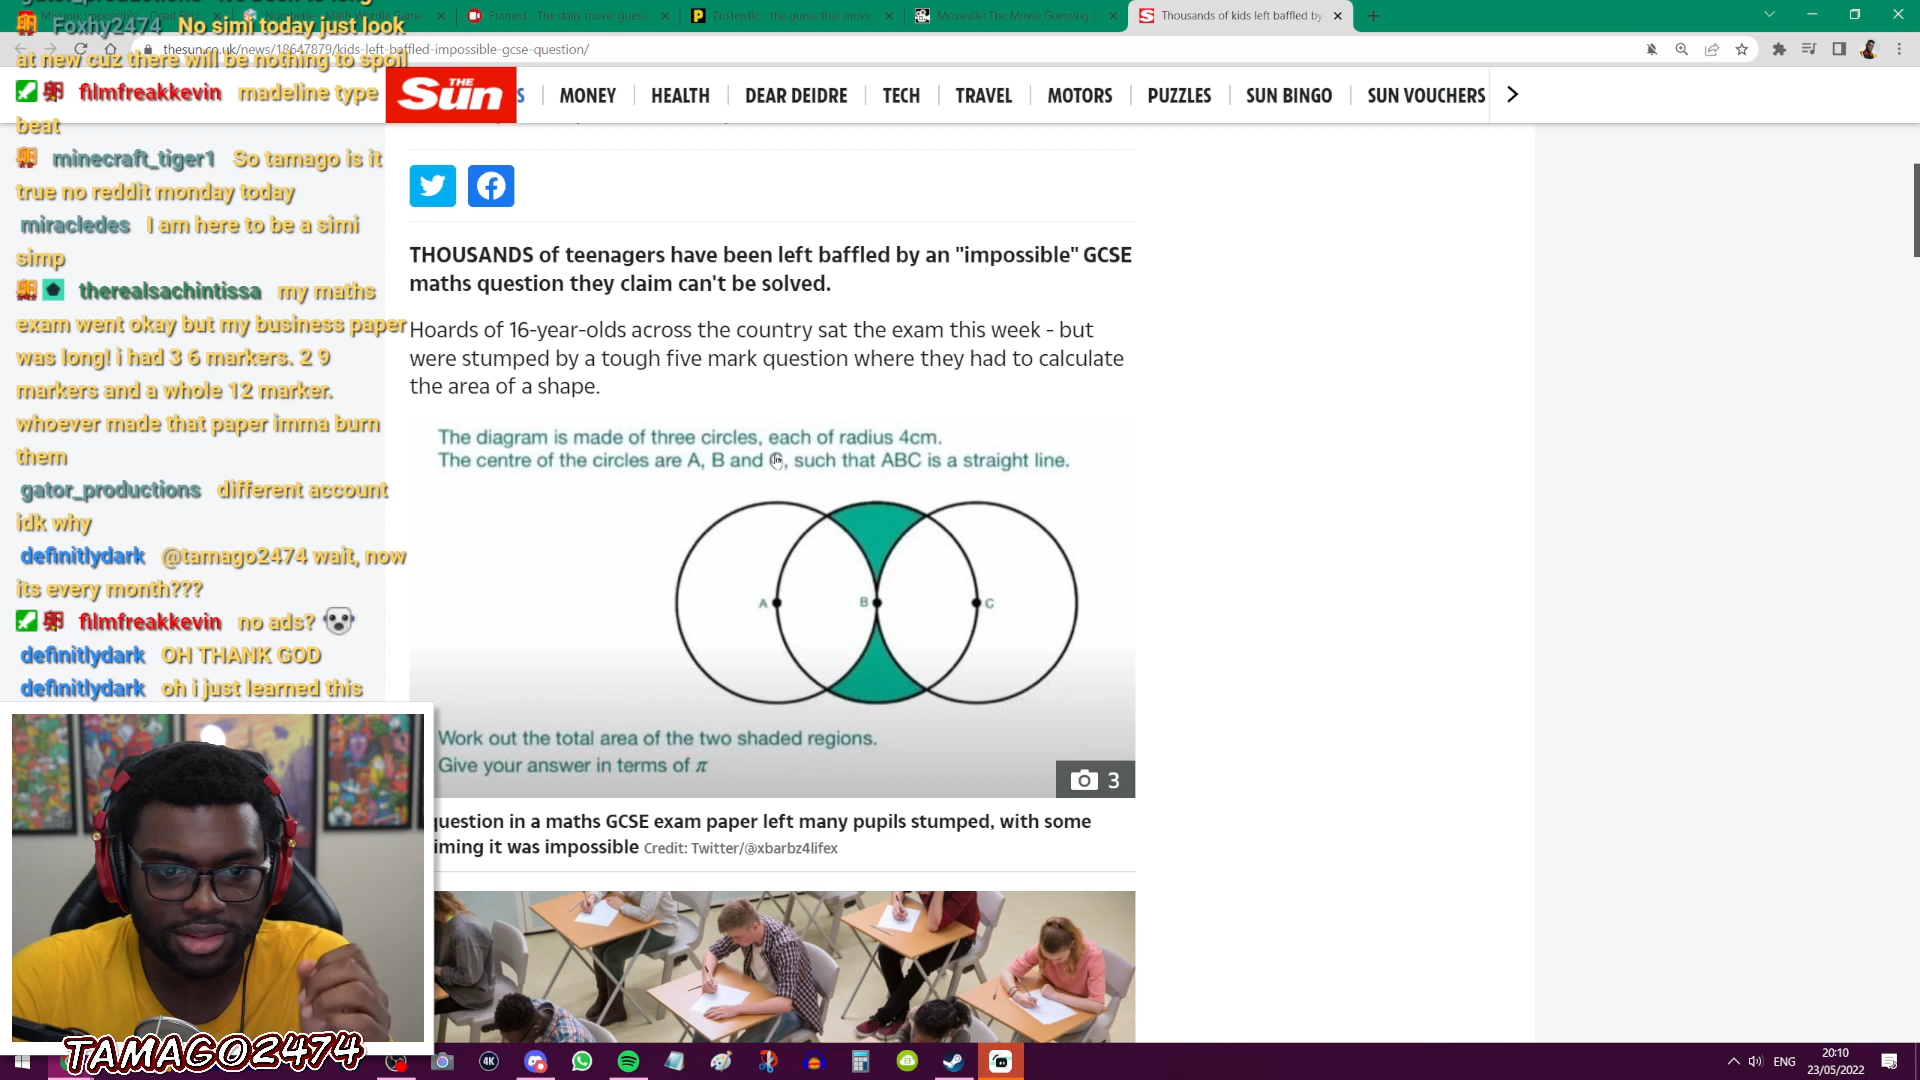 Framed - The daily movie guess
Posterdle - the guess that movie
Moviedle: The Movie Guessing G
Thousands of kids left baffled by
thesun.co.uk/news/18647879/kids-left-baffled-impossible-gcse-question/
Foxhy2474 No simi today just look
at new cuz there will be nothing to spoil
filmfreakkevin madeline type
beat
minecraft_tiger1 So tamago is it
true no reddit monday today
miracledes I am here to be a simi
simp
therealsachintissa my maths
exam went okay but my business paper
was long! i had 3 6 markers. 2 9
markers and a whole 12 marker.
whoever made that paper imma burn
them
gator_productions different account
idk why
definitlydark @tamago2474 wait, now
its every month???
filmfreakkevin no ads?
definitlydark OH THANK GOD
definitlydark oh i just learned this
THE
Sun
S
MONEY
HEALTH
DEAR DEIDRE
TECH
TRAVEL
MOTORS
PUZZLES
SUN BINGO
SUN VOUCHERS
THOUSANDS of teenagers have been left baffled by an "impossible" GCSE
maths question they claim can't be solved.
Hoards of 16-year-olds across the country sat the exam this week - but
were stumped by a tough five mark question where they had to calculate
the area of a shape.
The diagram is made of three circles, each of radius 4cm.
The centre of the circles are A, B and C, such that ABC is a straight line.
A
B
C
Work out the total area of the two shaded regions.
Give your answer in terms of π
3
question in a maths GCSE exam paper left many pupils stumped, with some
iming it was impossible Credit: Twitter/@xbarbz4lifex
TAMAGO2474
4K
ENG
20:10
23/05/2022